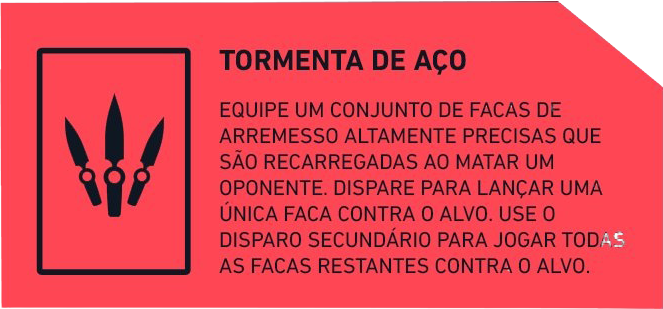 TORMENTA DE AÇO
EQUIPE UM CONJUNTO DE FACAS DE
ARREMESSO ALTAMENTE PRECISAS QUE
SÃO RECARREGADAS AO MATAR UM
OPONENTE. DISPARE PARA LANÇAR UMA
ÚNICA FACA CONTRA O ALVO. USE O
DISPARO SECUNDÁRIO PARA JOGAR TODAS
AS FACAS RESTANTES CONTRA O ALVO.